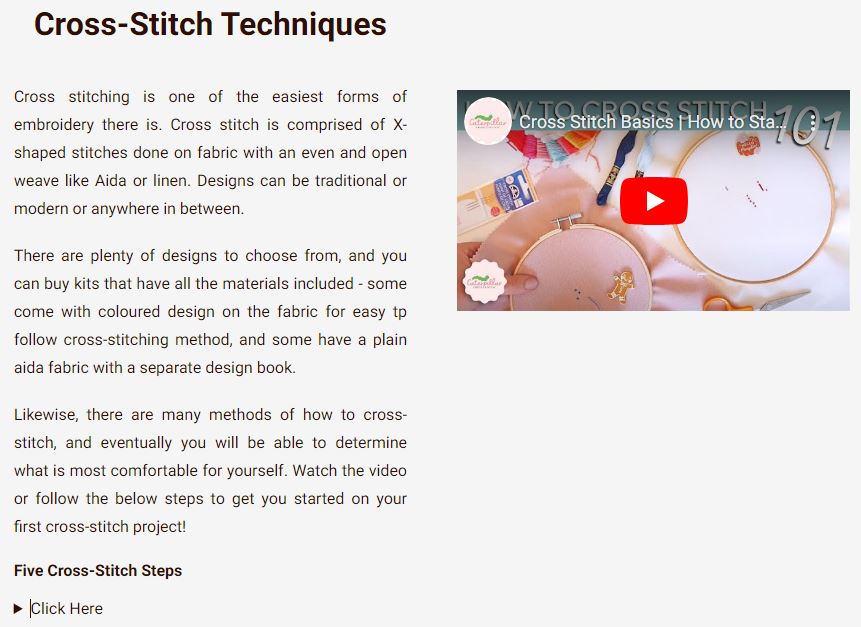 Cross-Stitch Techniques
Cross stitching is one of the easiest forms of
embroidery there is. Cross stitch is comprised of X-
shaped stitches done on fabric with an even and open
weave like Aida or linen. Designs can be traditional or
modern or anywhere in between.
There are plenty of designs to choose from, and you
can buy kits that have all the materials included - some
come with coloured design on the fabric for easy tp
follow cross-stitching method, and some have a plain
aida fabric with a separate design book.
Likewise, there are many methods of how to cross-
stitch, and eventually you will be able to determine
what is most comfortable for yourself. Watch the video
or follow the below steps to get you started on your
first cross-stitch project!
Five Cross-Stitch Steps
Click Here
HOW TO CROSS STITCH 101
Caterpillar
Cross Stitch Basics | How to Sta...
Caterpillar